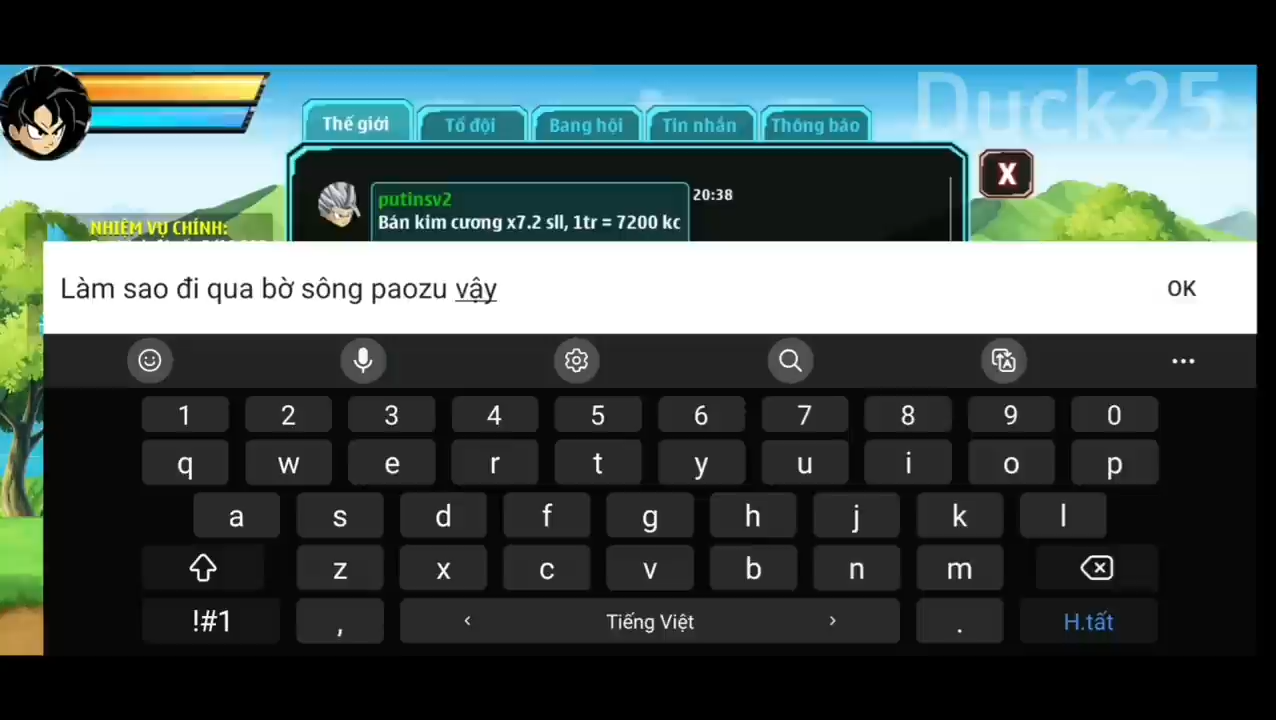 Duck25
Thế giới
Tổ đội
Bang hội
Tin nhắn
Thông báo
X
putinsv2
20:38
Bán kim cương x7.2 sll, 1tr = 7200 kc
NHIỆM VỤ CHÍNH:
Làm sao đi qua bờ sông paozu vậy
OK
1 2 3 4 5 6 7 8 9 0
q w e r t y u i o p
a s d f g h j k l
z x c v b n m
!#1 , < Tiếng Việt > . H.tất